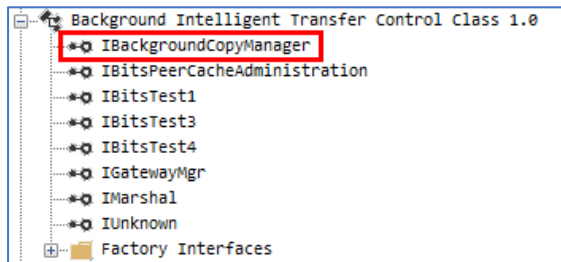 Background Intelligent Transfer Control Class 1.0
IBackgroundCopyManager
IBitsPeerCacheAdministration
IBitsTest1
IBitsTest3
IBitsTest4
IGatewayMgr
IMarshal
IUnknown
Factory Interfaces